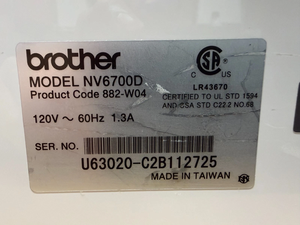 brother
MODEL NV6700D
Product Code 882-W04
120V ~ 60Hz 1.3A
SER. NO.
U63020-C2B112725
MADE IN TAIWAN
C US
LR43670
CERTIFIED TO UL STD 1594
AND CSA STD C22.2 NO.68